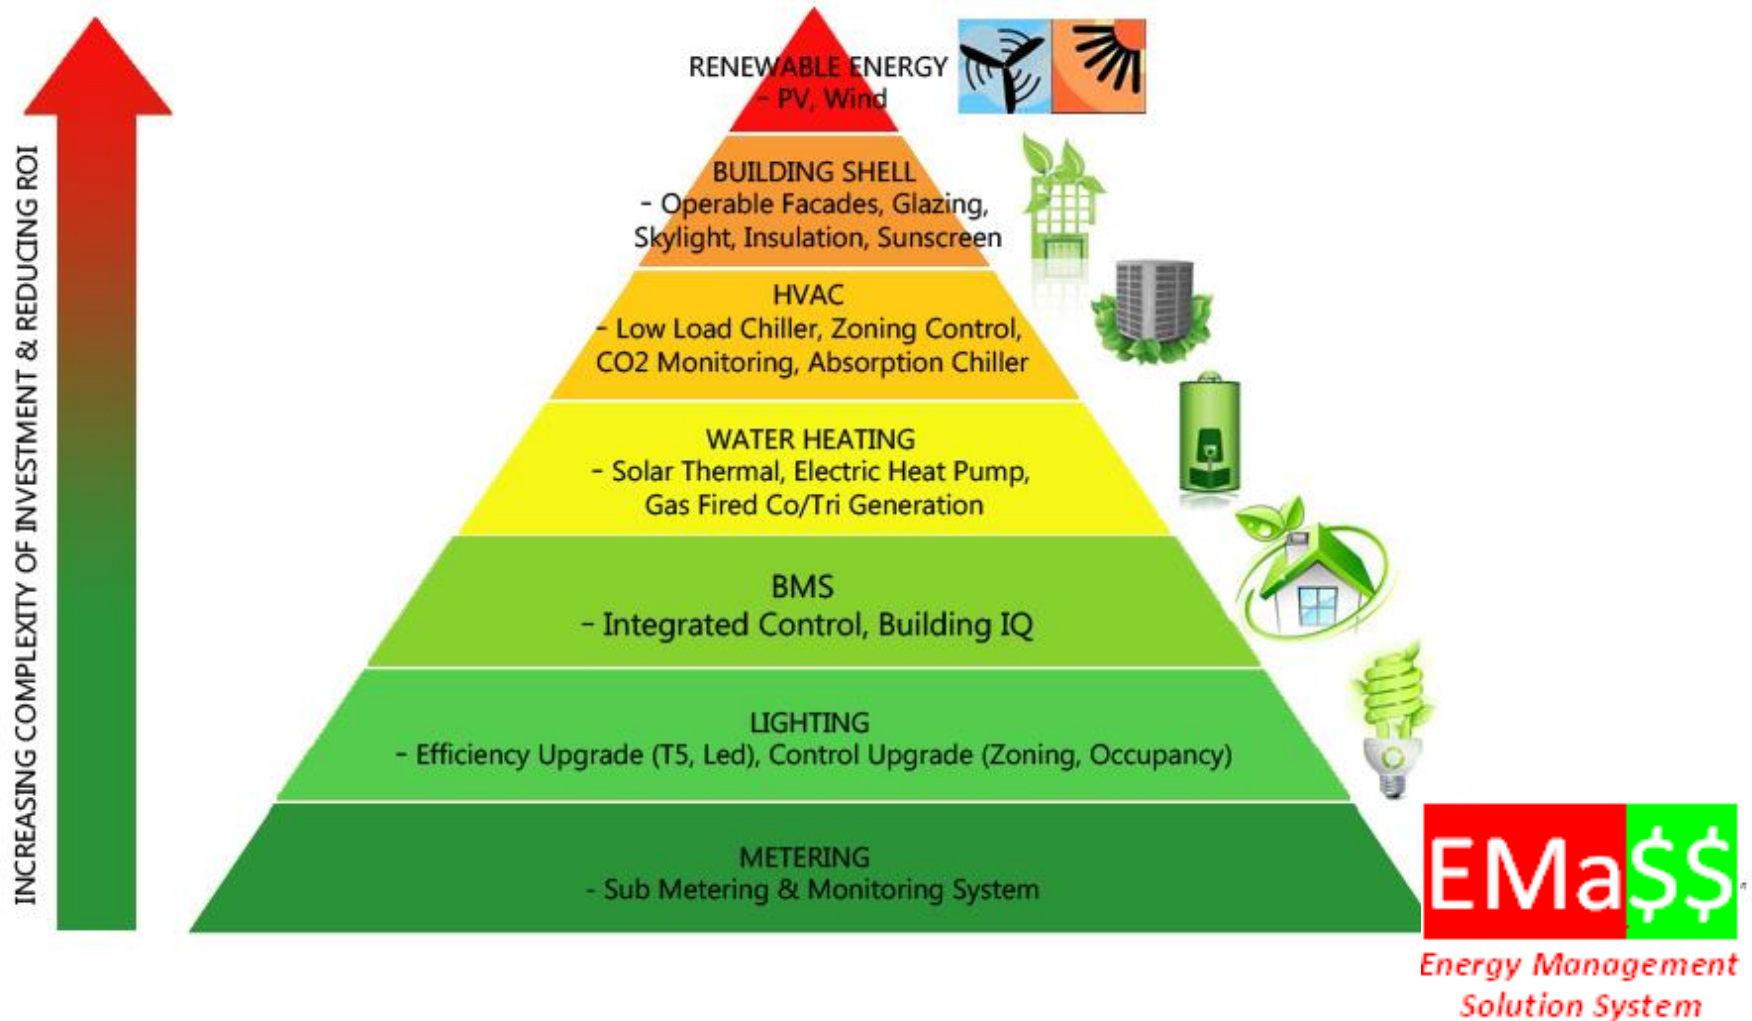 INCREASING COMPLEXITY OF INVESTMENT & REDUCING ROI
RENEWABLE ENERGY
- PV, Wind
BUILDING SHELL
- Operable Facades, Glazing,
Skylight, Insulation, Sunscreen
HVAC
- Low Load Chiller, Zoning Control,
CO2 Monitoring, Absorption Chiller
WATER HEATING
- Solar Thermal, Electric Heat Pump,
Gas Fired Co/Tri Generation
BMS
- Integrated Control, Building IQ
LIGHTING
- Efficiency Upgrade (T5, Led), Control Upgrade (Zoning, Occupancy)
METERING
- Sub Metering & Monitoring System
EMa$$
Energy Management
Solution System